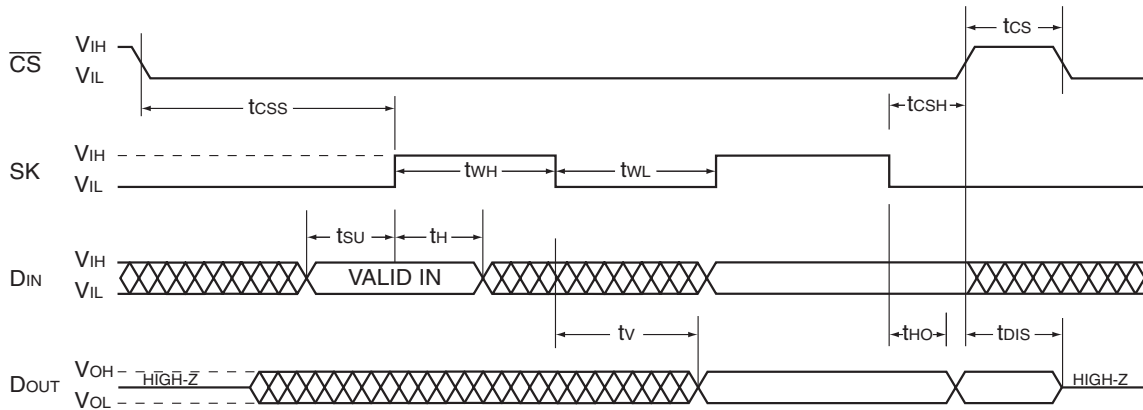 tCS
VIH
CS
VIL
tCSS
tCSH
VIH
SK
tWH
tWL
VIL
tSU
tH
VIH
DIN
VALID IN
VIL
tV
tHO
tDIS
VOH
DOUT
HIGH-Z
HIGH-Z
VOL